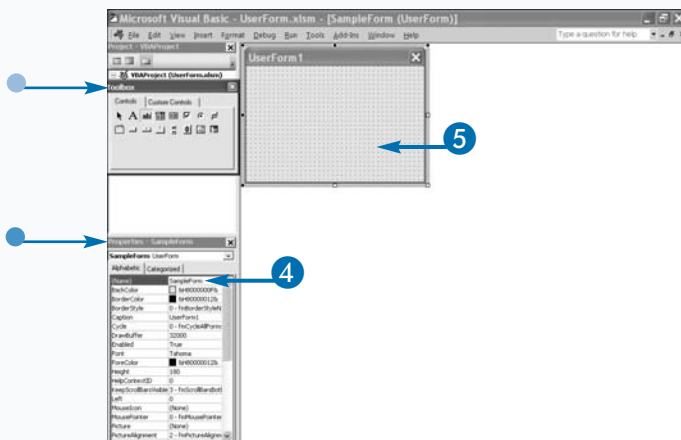 Microsoft Visual Basic - UserForm.xlsm - [SampleForm (UserForm)]
File Edit View Insert Format Debug Run Tools Add-Ins Window Help
Type a question for help
Project - VBAProject
VBAProject (UserForm.xlsm)
Toolbox
Controls Custom Controls
UserForm1
5
Properties - SampleForm
SampleForm UserForm
Alphabetic Categorized
4
(Name) SampleForm
BackColor &H8000000F&
BorderColor &H80000012&
BorderStyle 0 - fmBorderStyleN
Caption UserForm1
Cycle 0 - fmCycleAllForms
DrawBuffer 32000
Enabled True
Font Tahoma
ForeColor &H80000012&
Height 180
HelpContextID 0
KeepScrollBarsVisible 3 - fmScrollBarsBotl
Left 0
MouseIcon (None)
MousePointer 0 - fmMousePointer
Picture (None)
PictureAlignment 2 - fmPictureAlignm